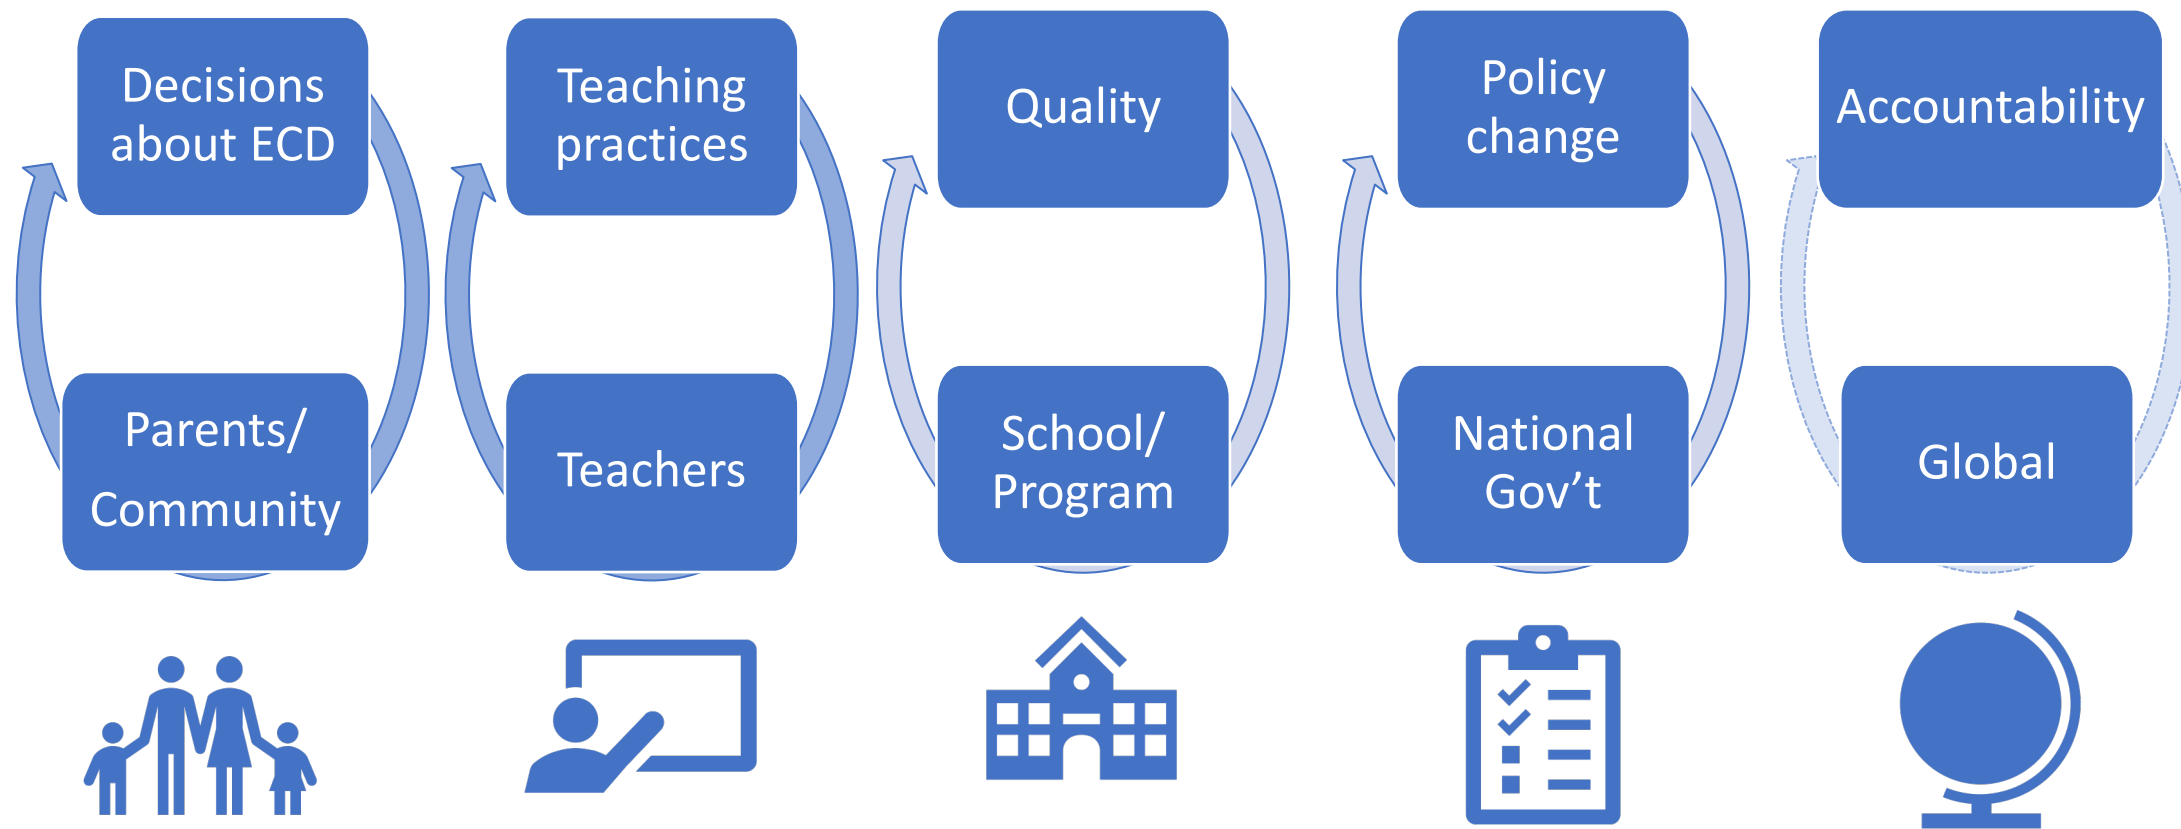 Decisions
about ECD
Teaching
practices
Quality
Policy
change
Accountability
Parents/
Community
Teachers
School/
Program
National
Gov’t
Global